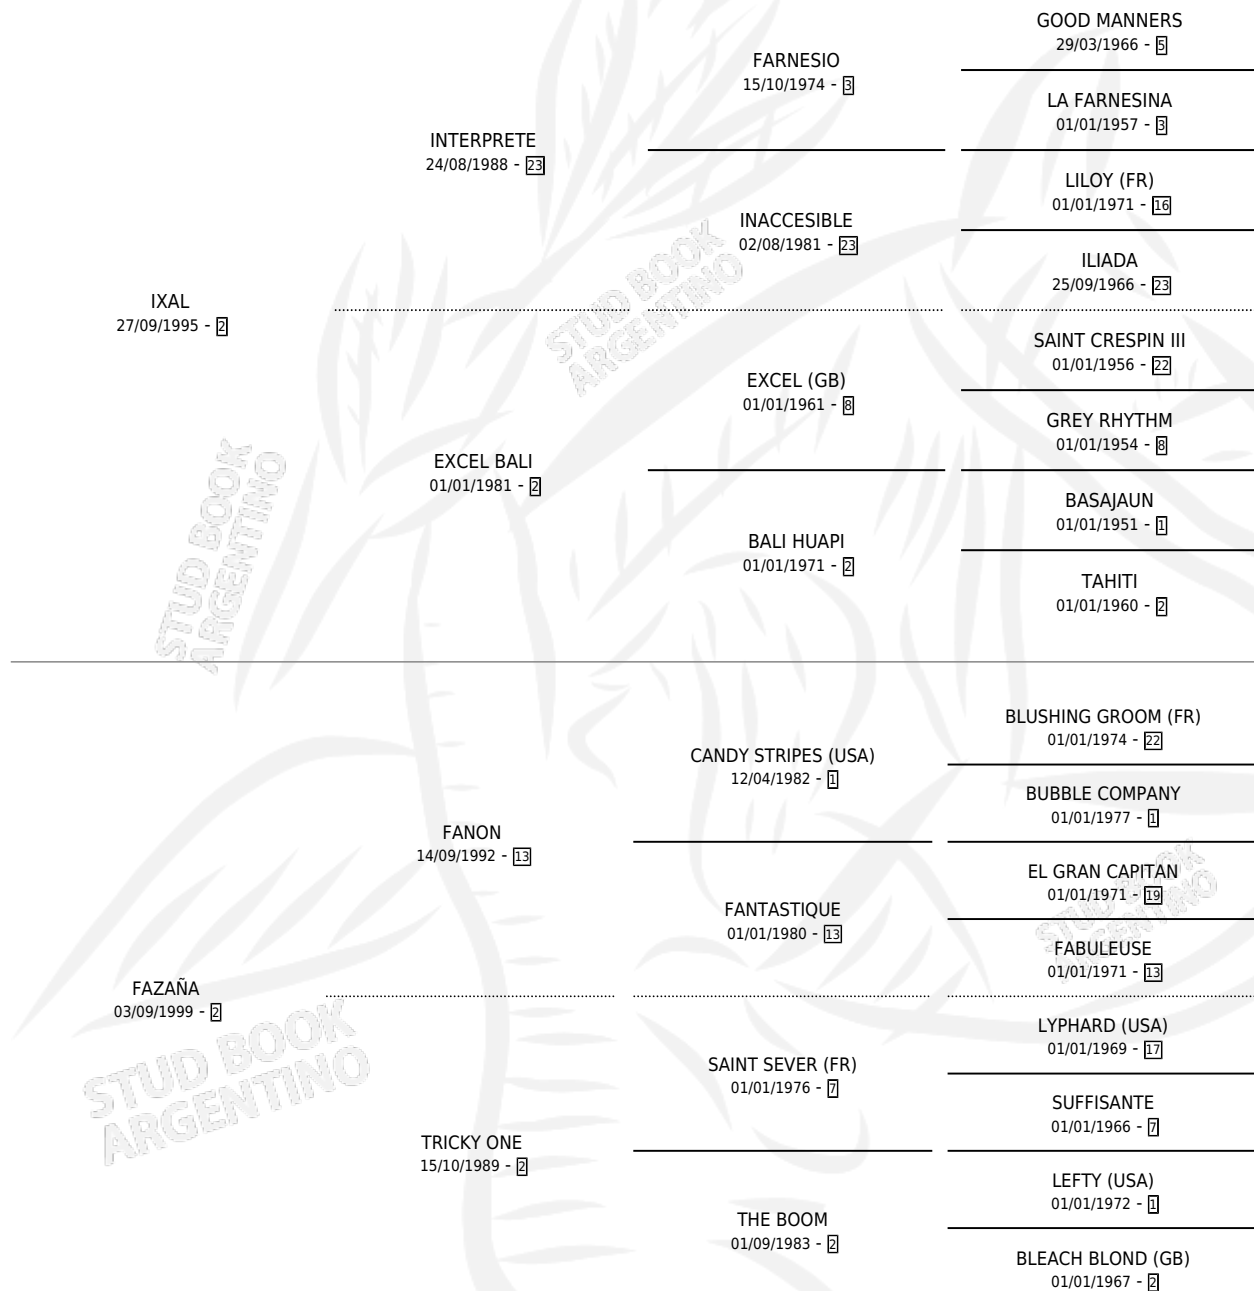 GOOD MANNERS
29/03/1966 - 5
FARNESIO
15/10/1974 - 3
LA FARNESINA
01/01/1957 - 3
INTERPRETE
24/08/1988 - 23
LILOY (FR)
01/01/1971 - 16
INACCESIBLE
02/08/1981 - 23
ILIADA
25/09/1966 - 23
IXAL
27/09/1995 - 2
SAINT CRESPIN III
01/01/1956 - 22
EXCEL (GB)
01/01/1961 - 8
GREY RHYTHM
01/01/1954 - 8
EXCEL BALI
01/01/1981 - 2
BASAJAUN
01/01/1951 - 1
BALI HUAPI
01/01/1971 - 2
TAHITI
01/01/1960 - 2
BLUSHING GROOM (FR)
01/01/1974 - 22
CANDY STRIPES (USA)
12/04/1982 - 1
BUBBLE COMPANY
01/01/1977 - 1
FANON
14/09/1992 - 13
EL GRAN CAPITAN
01/01/1971 - 19
FANTASTIQUE
01/01/1980 - 13
FABULEUSE
01/01/1971 - 13
FAZAÑA
03/09/1999 - 2
LYPHARD (USA)
01/01/1969 - 17
SAINT SEVER (FR)
01/01/1976 - 7
SUFFISANTE
01/01/1966 - 7
TRICKY ONE
15/10/1989 - 2
LEFTY (USA)
01/01/1972 - 1
THE BOOM
01/09/1983 - 2
BLEACH BLOND (GB)
01/01/1967 - 2
STUD BOOK
ARGENTINO
STUD BOOK
ARGENTINO
STUD BOOK
ARGENTINO
STUD BOOK
ARGENTINO